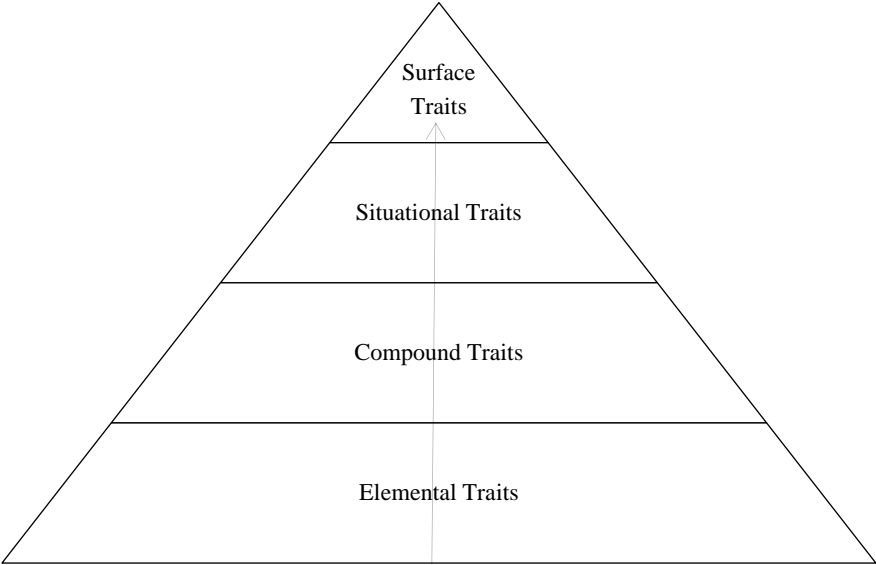 Surface
Traits
Situational Traits
Compound Traits
Elemental Traits